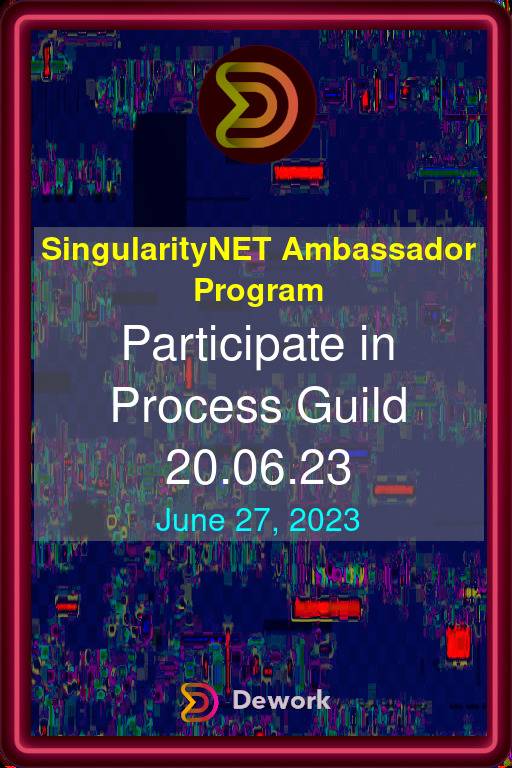 SingularityNET Ambassador
Program
Participate in
Process Guild
20.06.23
June 27, 2023
Dework